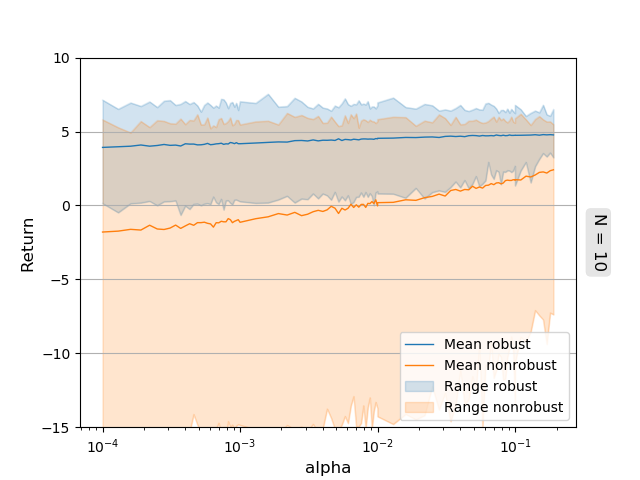 10
5
0
−5
−10
−15
Return
10⁻⁴
10⁻³
10⁻²
10⁻¹
alpha
N = 10
Mean robust
Mean nonrobust
Range robust
Range nonrobust